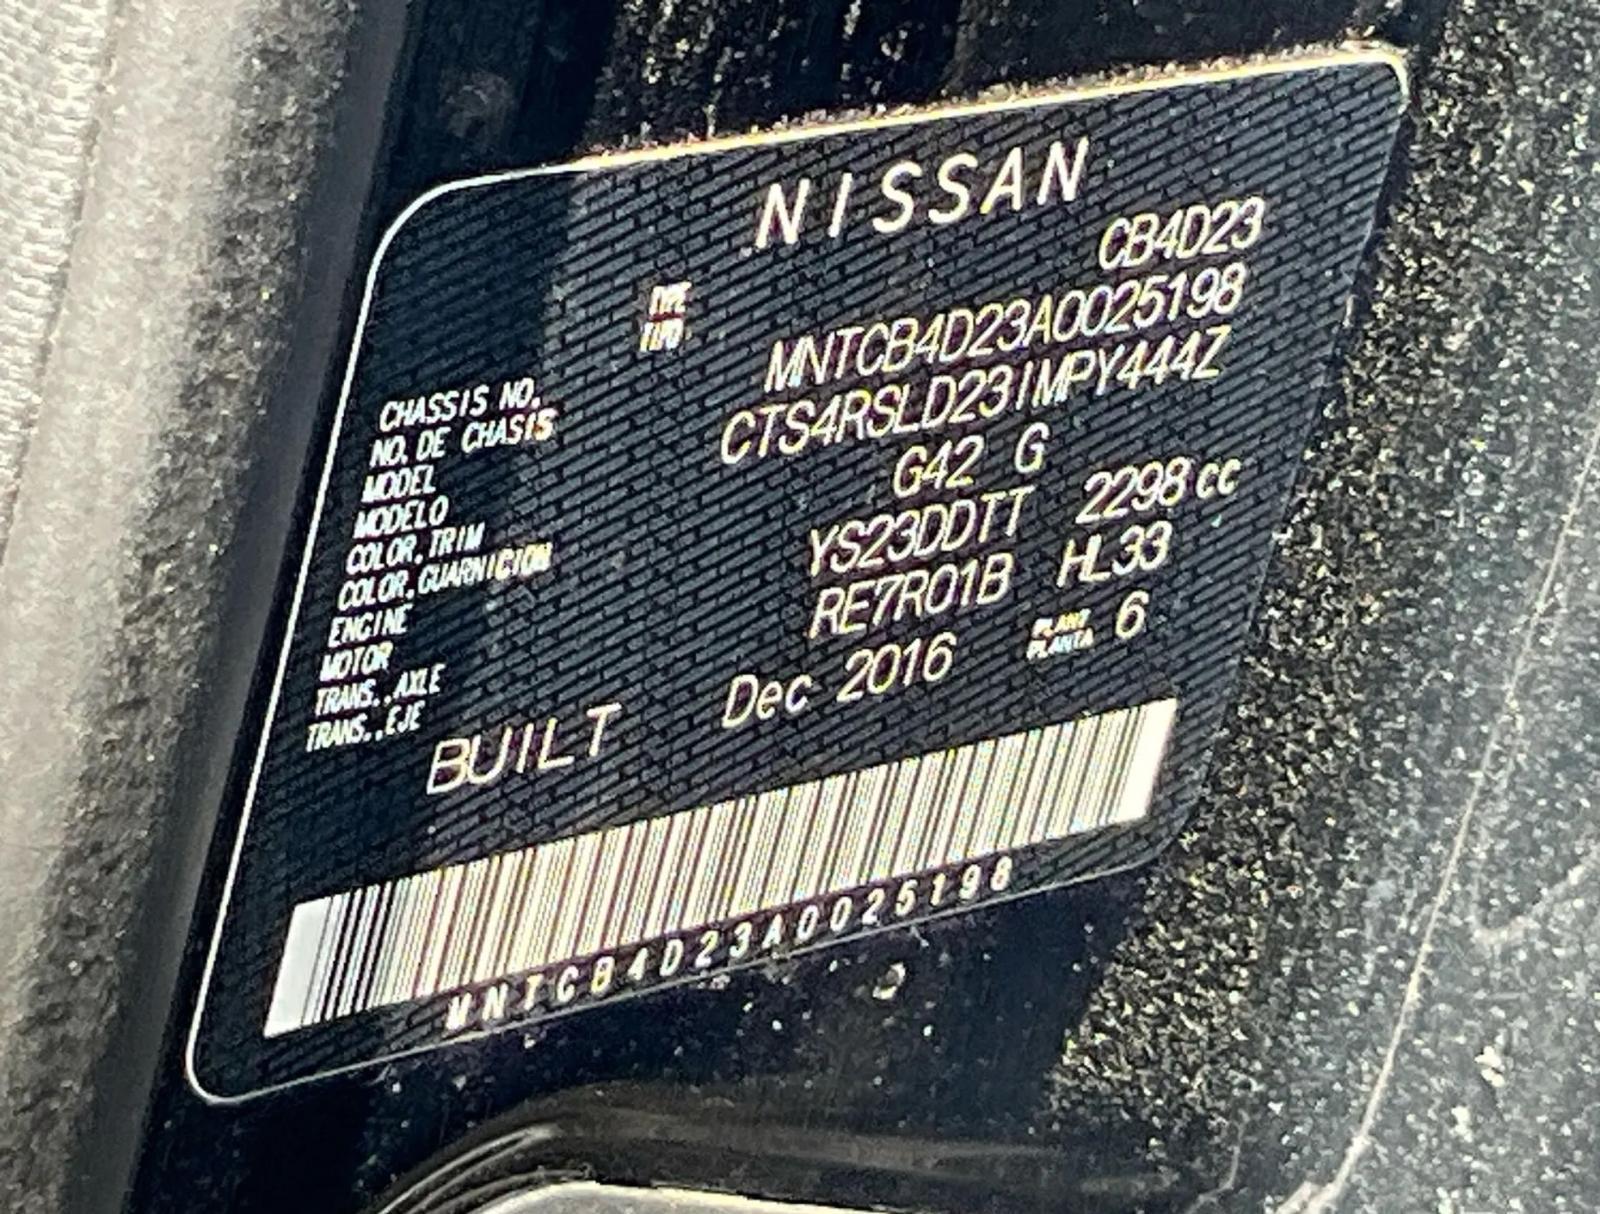 NISSAN
TYPE CB4D23
TIPO
CHASSIS NO. MNTCB4D23A0025198
NO. DE CHASIS
MODEL CTS4RSLD23IMPY444Z
MODELO
COLOR, TRIM G42 G
COLOR, GUARNICION
ENGINE YS23DDTT 2298 cc
MOTOR
TRANS., AXLE RE7R01B HL33
TRANS., EJE
BUILT Dec 2016 PLANT 6
PLANTA
MNTCB4D23A0025198